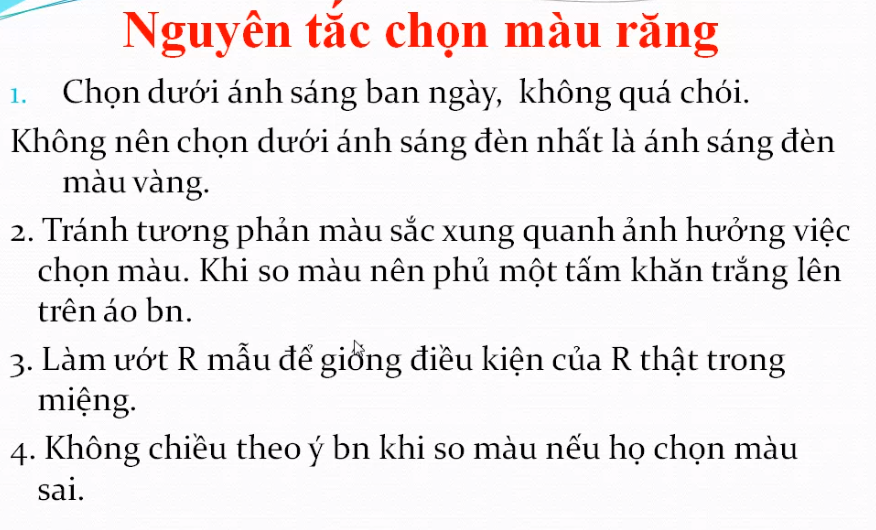 Nguyên tắc chọn màu răng
1. Chọn dưới ánh sáng ban ngày, không quá chói.
Không nên chọn dưới ánh sáng đèn nhất là ánh sáng đèn
màu vàng.
2. Tránh tương phản màu sắc xung quanh ảnh hưởng việc
chọn màu. Khi so màu nên phủ một tấm khăn trắng lên
trên áo bn.
3. Làm ướt R mẫu để giống điều kiện của R thật trong
miệng.
4. Không chiều theo ý bn khi so màu nếu họ chọn màu
sai.